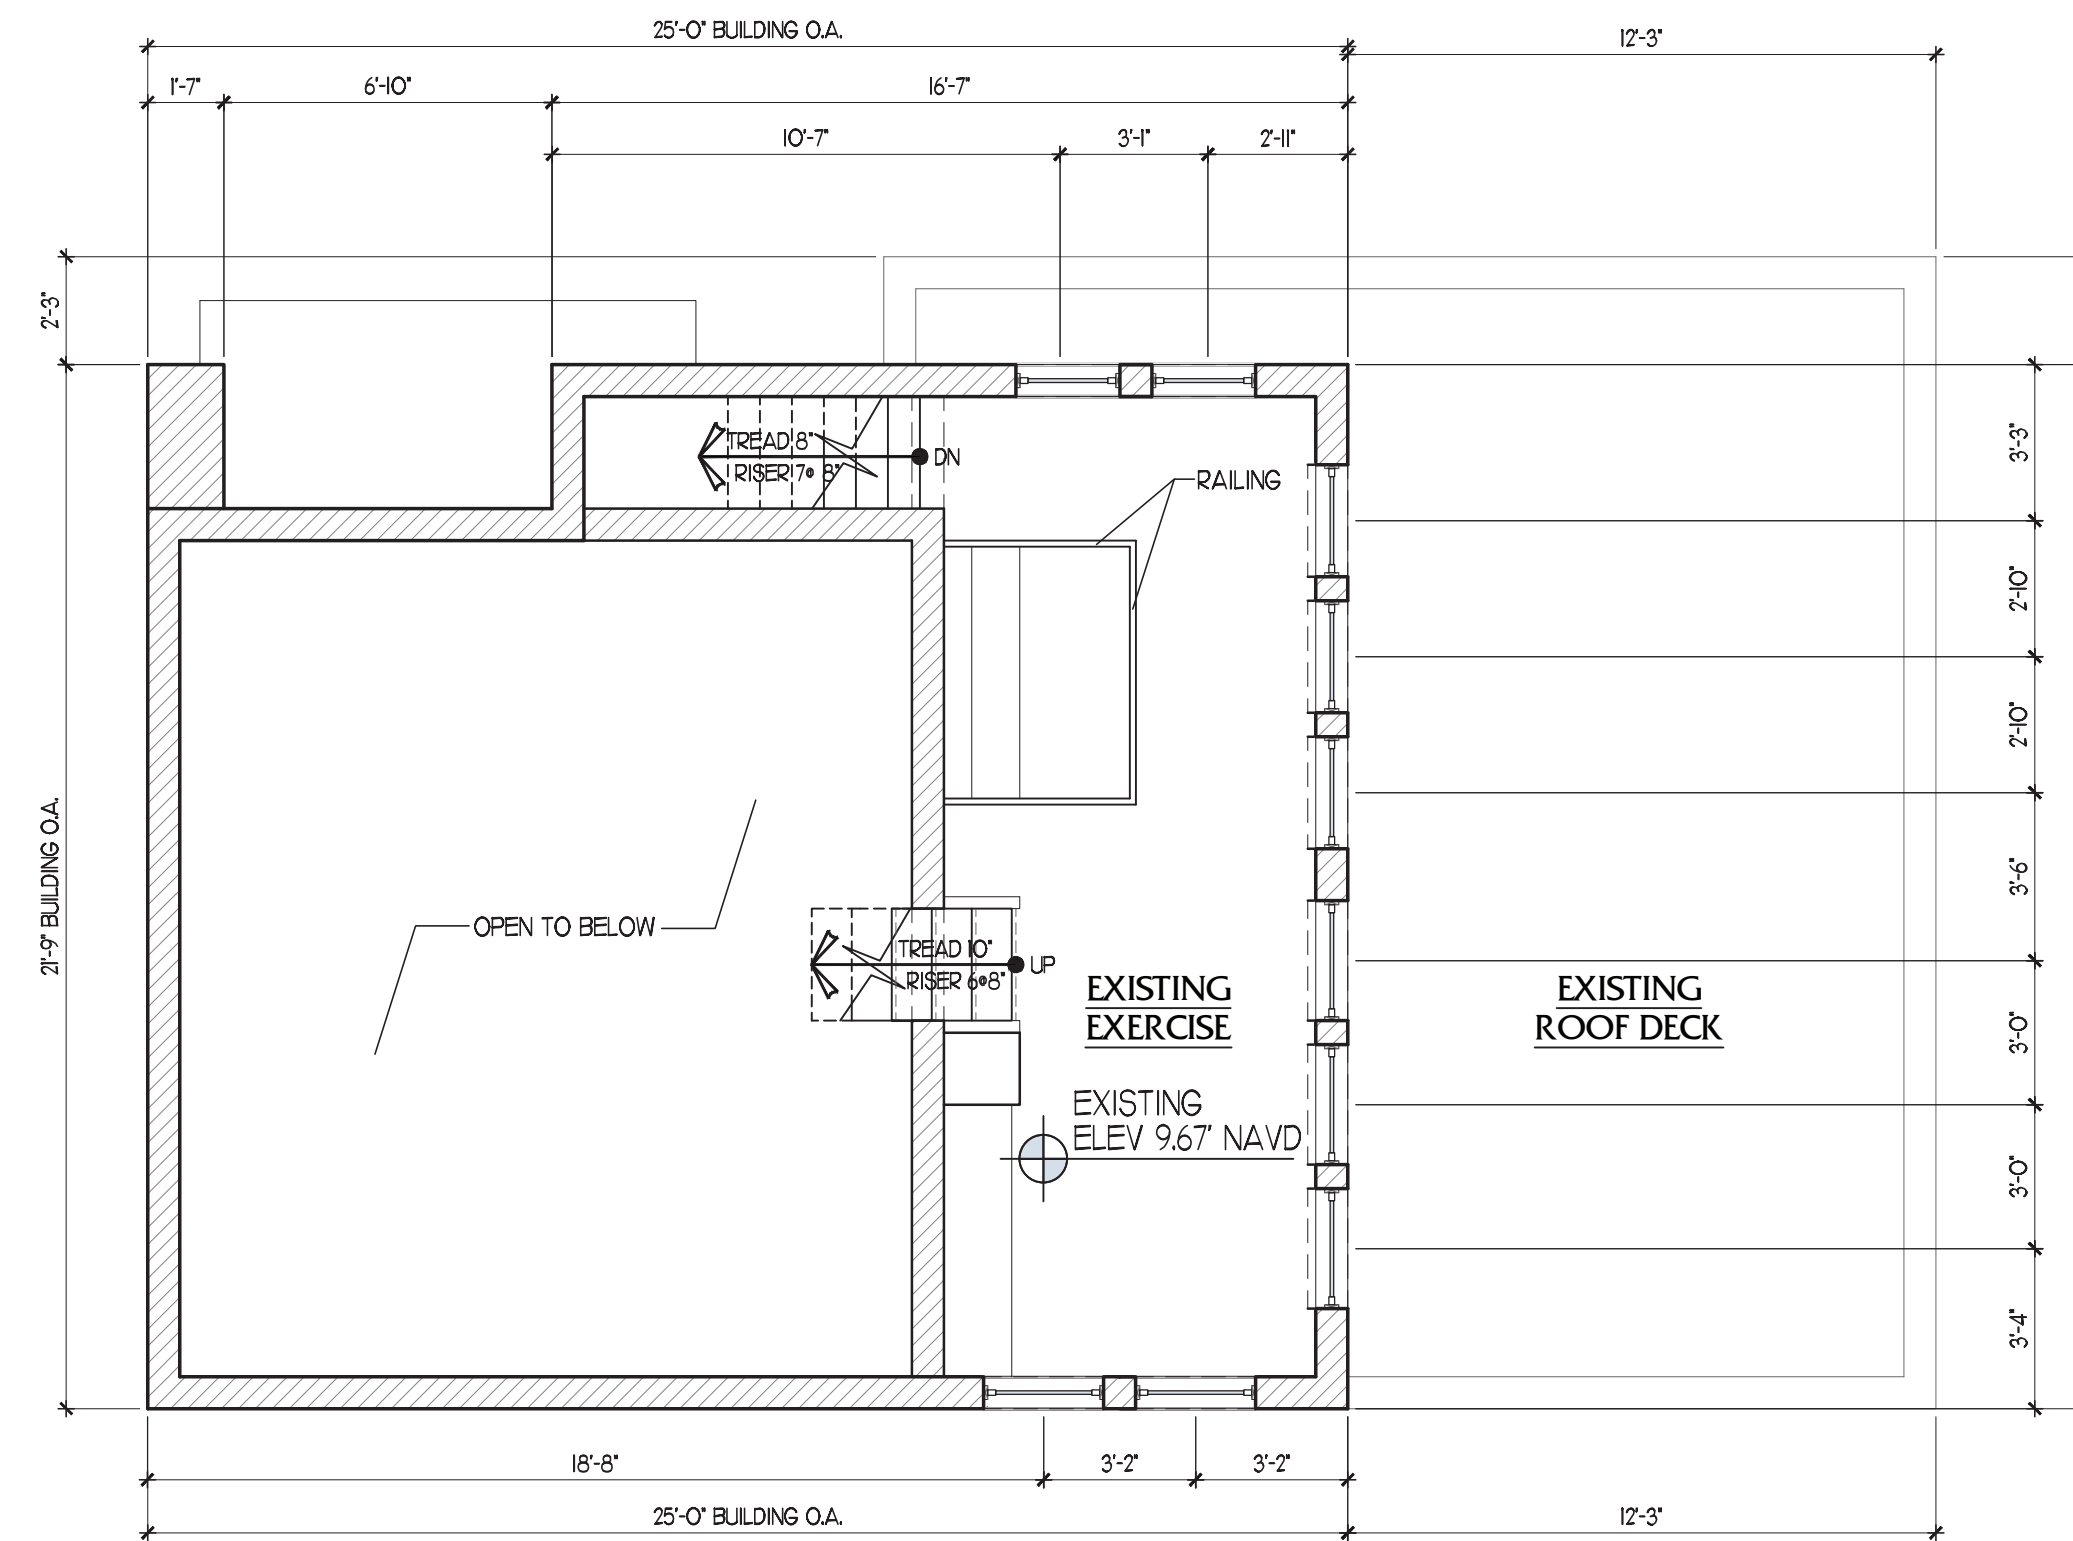 25'-0" BUILDING O.A.
12'-3"
1'-7"
6'-10"
16'-7"
10'-7"
3'-1"
2'-11"
2'-3"
TREAD 8"
RISER 7@ 8"
DN
RAILING
3'-3"
2'-10"
2'-10"
21'-9" BUILDING O.A.
3'-6"
OPEN TO BELOW
TREAD 10"
RISER 6@8"
UP
EXISTING
EXERCISE
EXISTING
ROOF DECK
3'-0"
EXISTING
ELEV 9.67' NAVD
3'-0"
3'-4"
18'-8"
3'-2"
3'-2"
25'-0" BUILDING O.A.
12'-3"